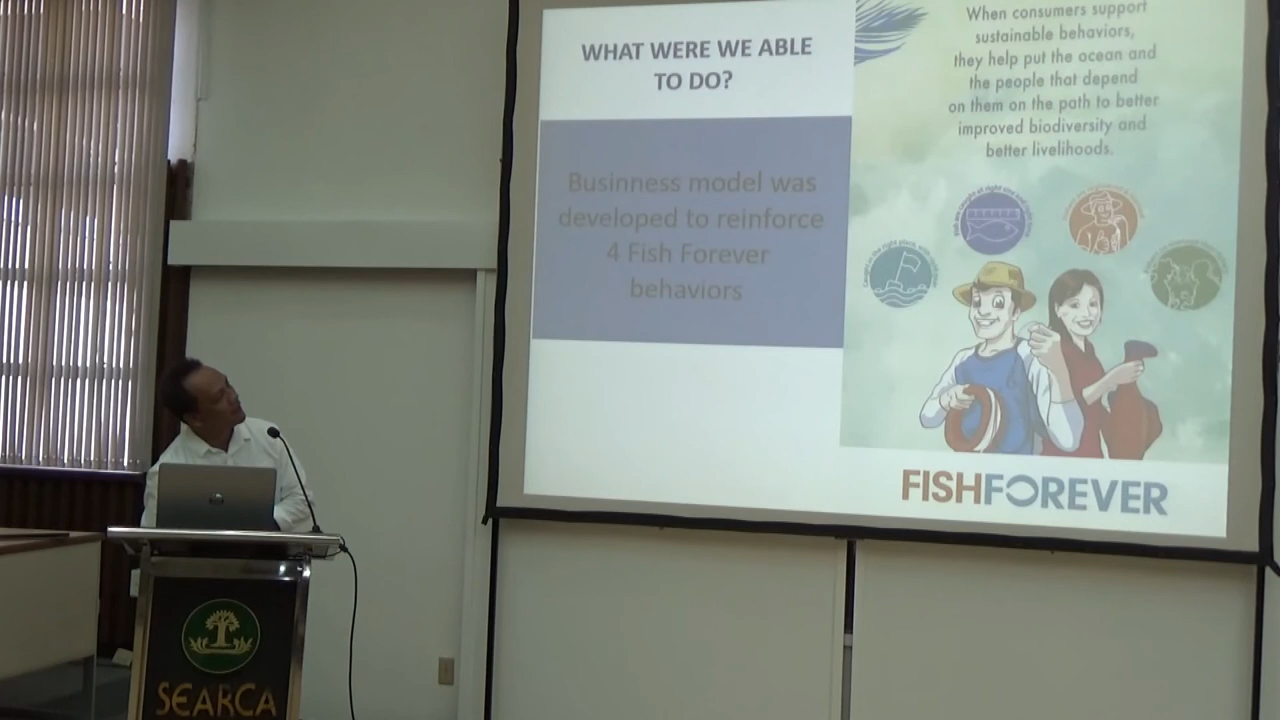 WHAT WERE WE ABLE
TO DO?
Businness model was
developed to reinforce
4 Fish Forever
behaviors
When consumers support
sustainable behaviors,
they help put the ocean and
the people that depend
on them on the path to better
improved biodiversity and
better livelihoods.
FISHFOREVER
SEARCA